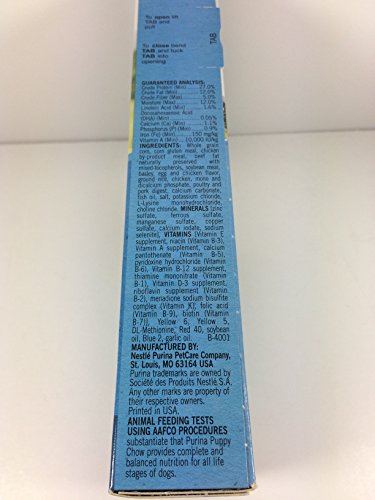 To open lift
TAB and
pull
To close bend
TAB and tuck
TAB into
opening
TAB
GUARANTEED ANALYSIS:
Crude Protein (Min) ... 27.0%
Crude Fat (Min) ... 12.0%
Crude Fiber (Max) ... 5.0%
Moisture (Max) ... 12.0%
Linoleic Acid (Min) ... 1.4%
Docosahexaenoic Acid
(DHA) (Min) ... 0.05%
Calcium (Ca) (Min) ... 1.1%
Phosphorus (P) (Min) ... 0.9%
Iron (Fe) (Min) ... 150 mg/kg
Vitamin A (Min) ... 10,000 IU/kg
INGREDIENTS: Whole grain
corn, corn gluten meal, chicken
by-product meal, beef fat
naturally preserved with
mixed-tocopherols, soybean meal,
barley, egg and chicken flavor,
ground rice, chicken, mono and
dicalcium phosphate, poultry and
pork digest, calcium carbonate,
fish oil, salt, potassium chloride,
L-Lysine monohydrochloride,
choline chloride, MINERALS [zinc
sulfate, ferrous sulfate,
manganese sulfate, copper
sulfate, calcium iodate, sodium
selenite], VITAMINS [Vitamin E
supplement, niacin (Vitamin B-3),
Vitamin A supplement, calcium
pantothenate (Vitamin B-5),
pyridoxine hydrochloride (Vitamin
B-6), Vitamin B-12 supplement,
thiamine mononitrate (Vitamin
B-1), Vitamin D-3 supplement,
riboflavin supplement (Vitamin
B-2), menadione sodium bisulfite
complex (Vitamin K), folic acid
(Vitamin B-9), biotin (Vitamin
B-7)], Yellow 6, Yellow 5,
DL-Methionine, Red 40, soybean
oil, Blue 2, garlic oil. B-4001
MANUFACTURED BY:
Nestlé Purina PetCare Company,
St. Louis, MO 63164 USA
Purina trademarks are owned by
Société des Produits Nestlé S.A.
Any other marks are property of
their respective owners.
Printed in USA.
ANIMAL FEEDING TESTS
USING AAFCO PROCEDURES
substantiate that Purina Puppy
Chow provides complete and
balanced nutrition for all life
stages of dogs.